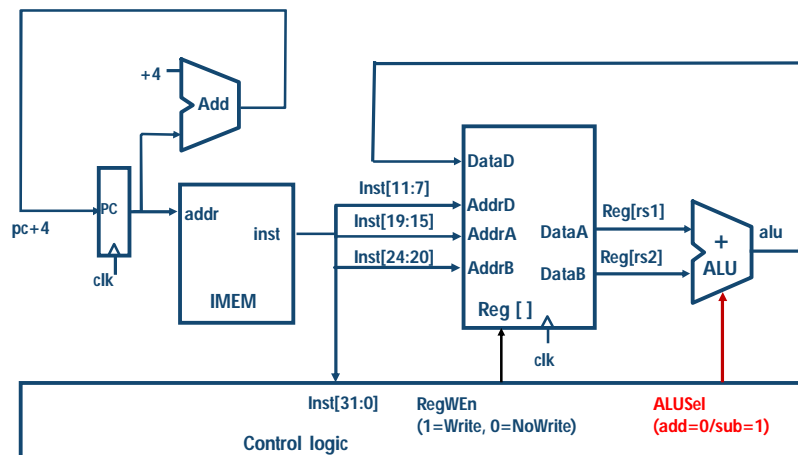 +4
Add
DataD
Inst[11:7]
PC
addr
AddrD
Reg[rs1]
Inst[19:15]
pc+4
inst
AddrA
DataA
+
alu
Inst[24:20]
Reg[rs2]
ALU
AddrB
DataB
clk
IMEM
Reg [ ]
clk
Inst[31:0]
RegWEn
(1=Write, 0=NoWrite)
ALUSel
(add=0/sub=1)
Control logic